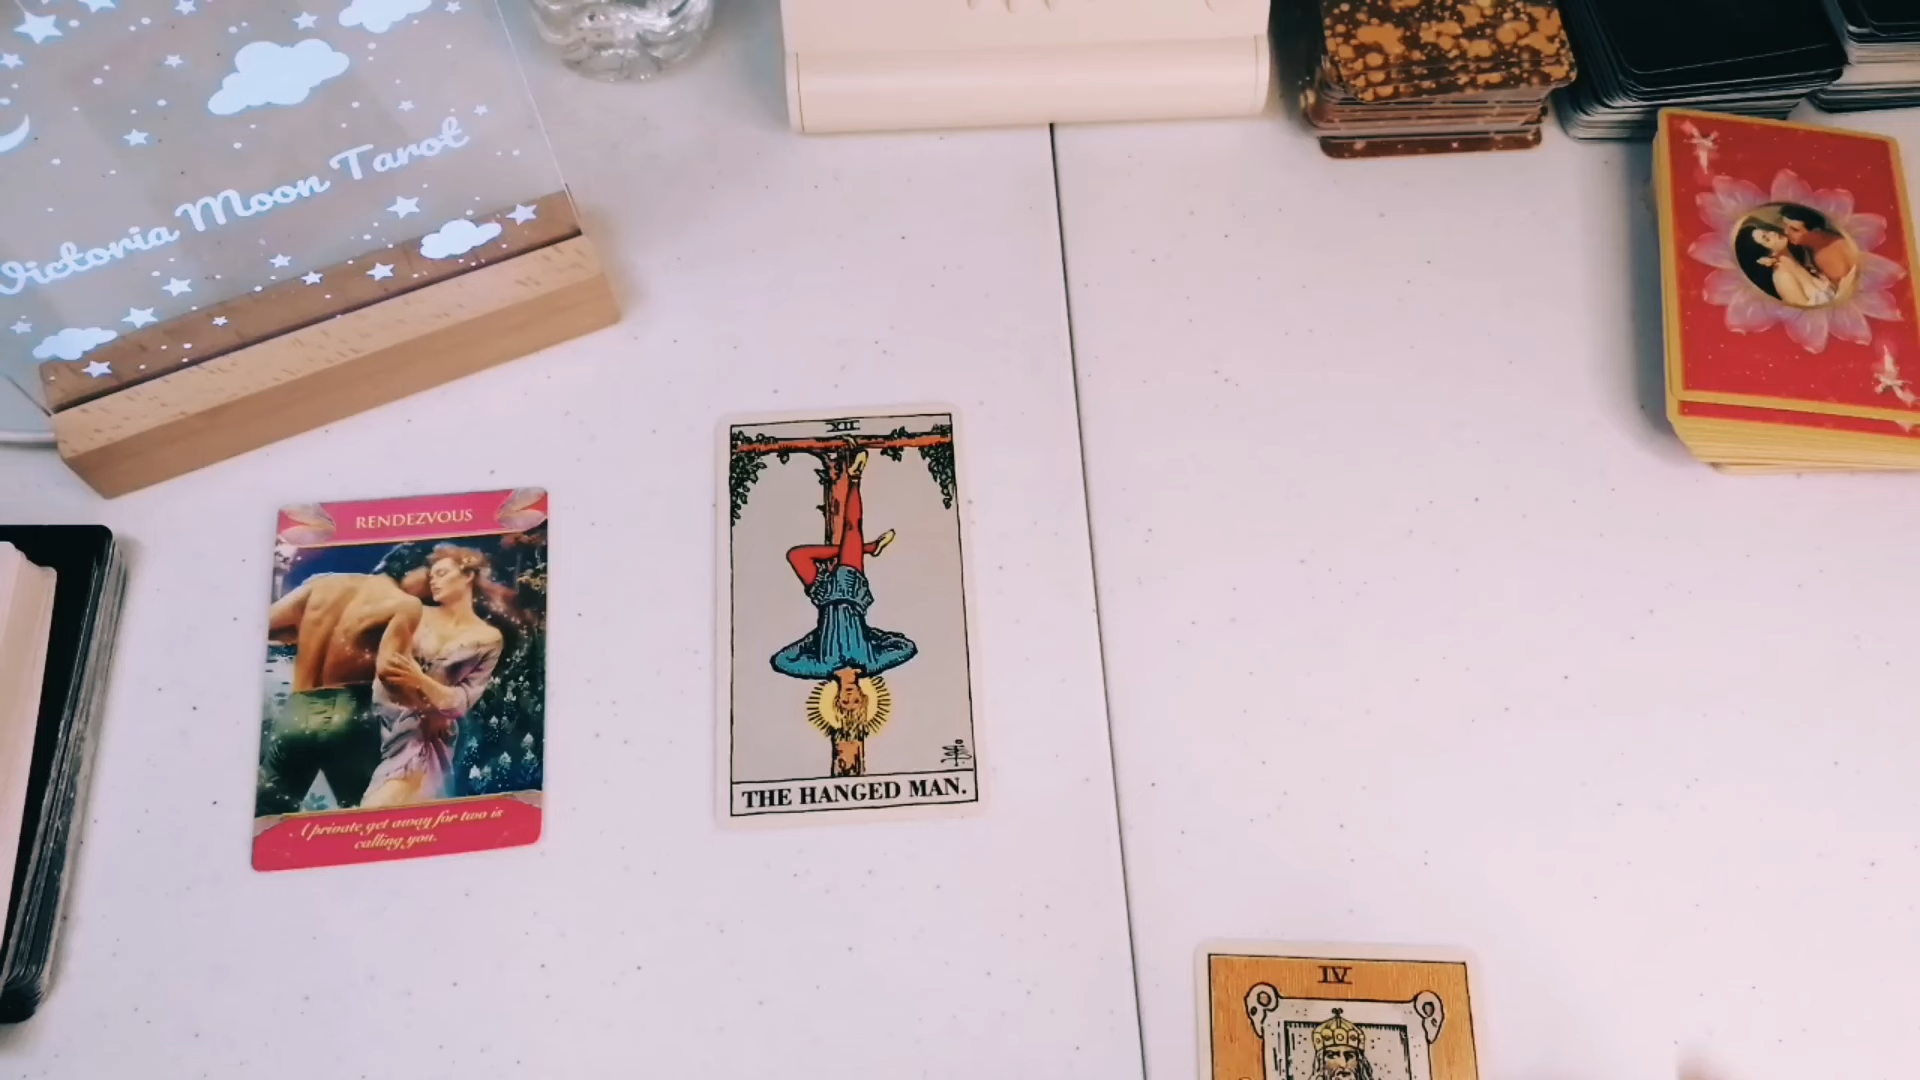 Victoria Moon Tarot
RENDEZVOUS
A private get away for two is
calling you.
XII
THE HANGED MAN.
IV